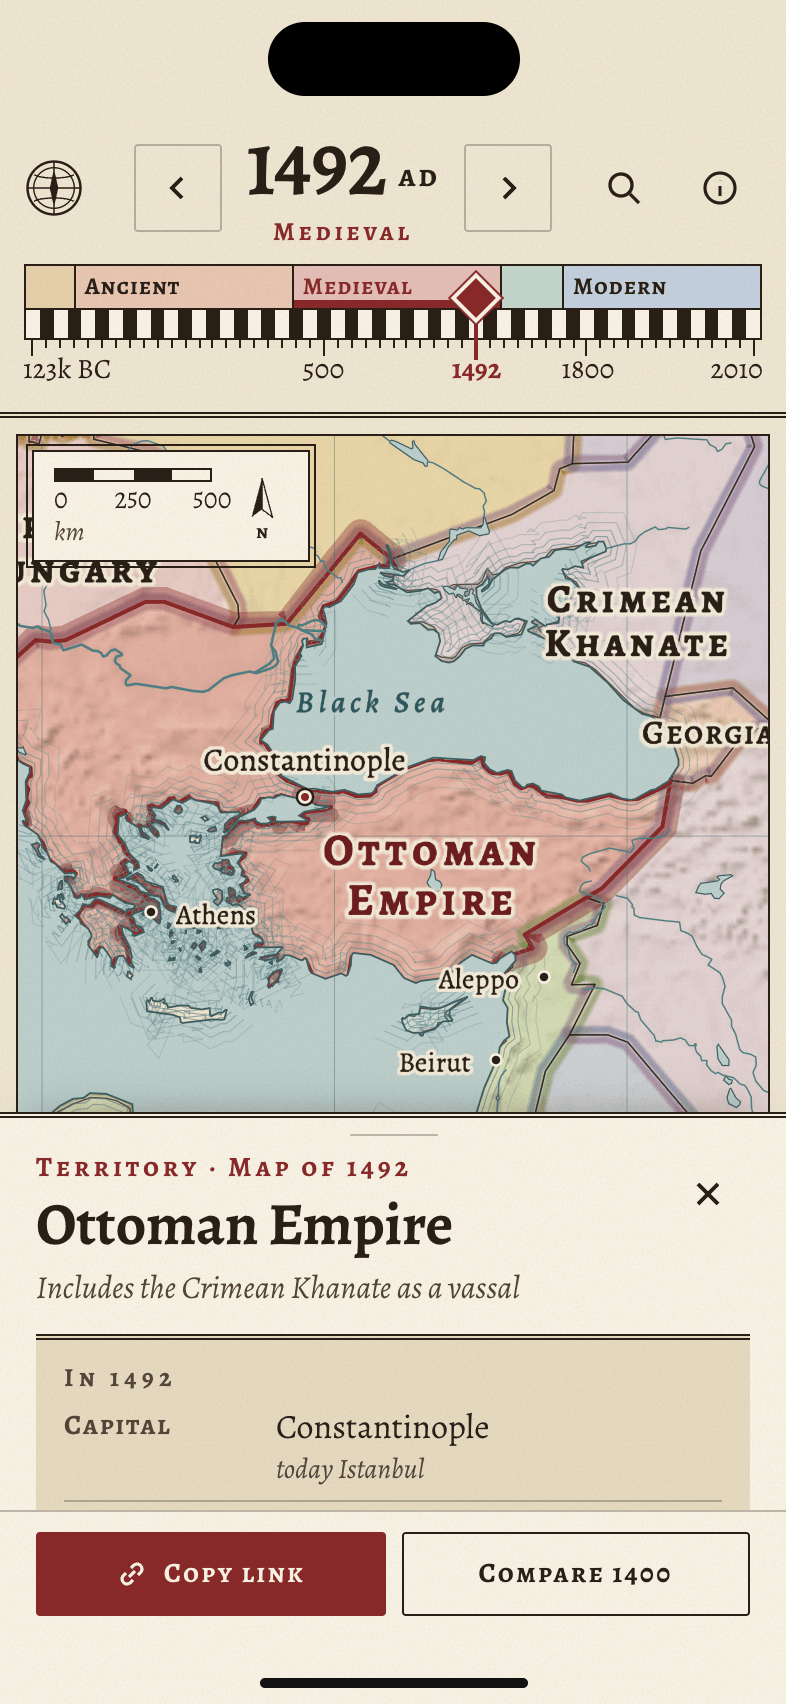 1492 AD
MEDIEVAL
ANCIENT
MEDIEVAL
MODERN
123k BC
500
1492
1800
2010
0 250 500
km
N
UNGARY
CRIMEAN
KHANATE
Black Sea
GEORGIA
Constantinople
OTTOMAN
EMPIRE
Athens
Aleppo
Beirut
TERRITORY · MAP OF 1492
Ottoman Empire
Includes the Crimean Khanate as a vassal
IN 1492
CAPITAL
Constantinople
today Istanbul
COPY LINK
COMPARE 1400